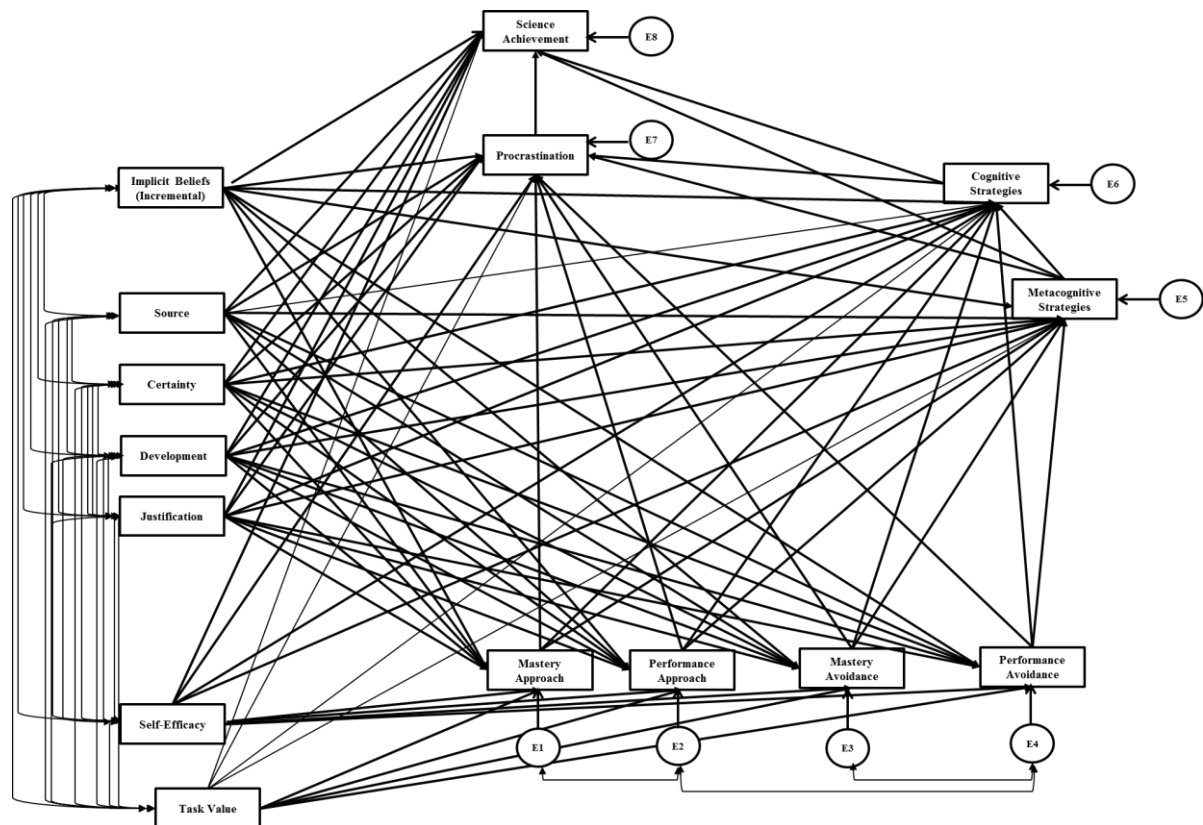 Science
Achievement
E8
Procrastination
E7
Implicit Beliefs
(Incremental)
Cognitive
Strategies
E6
Metacognitive
Strategies
E5
Source
Certainty
Development
Justification
Mastery
Approach
Performance
Approach
Mastery
Avoidance
Performance
Avoidance
Self-Efficacy
E1
E2
E3
E4
Task Value